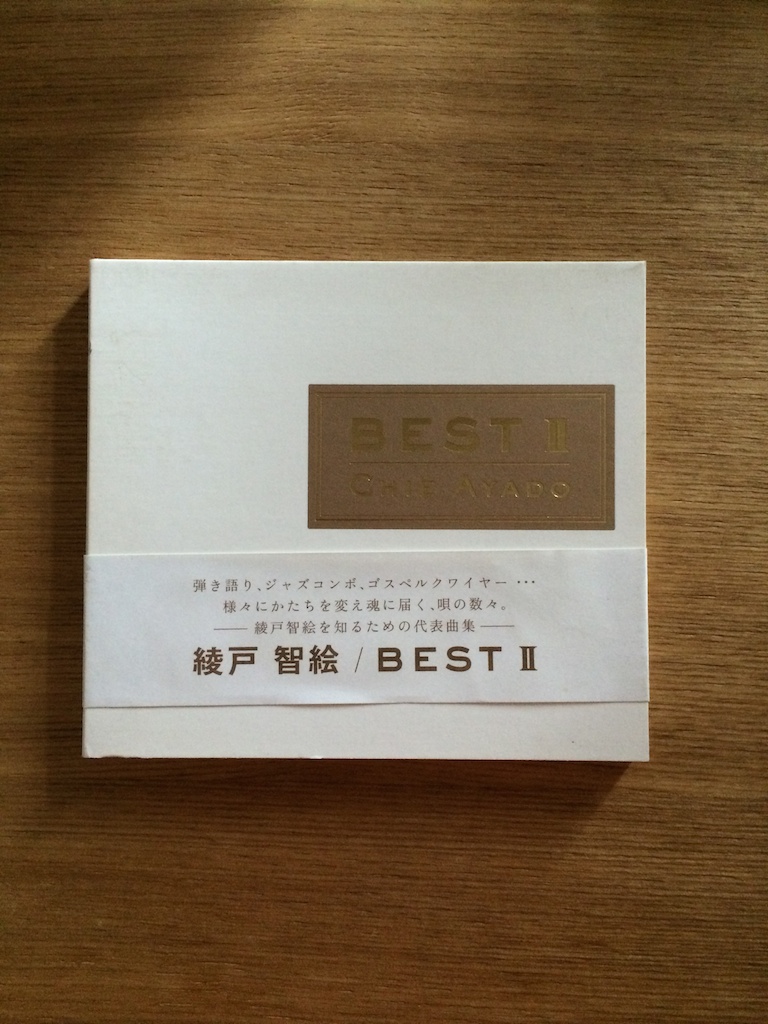 BEST II
CHIE AYADO
弾き語り、ジャズコンボ、ゴスペルクワイヤー・・・
様々にかたちを変え魂に届く、唄の数々。
── 綾戸智絵を知るための代表曲集 ──
綾戸 智絵 / BEST II